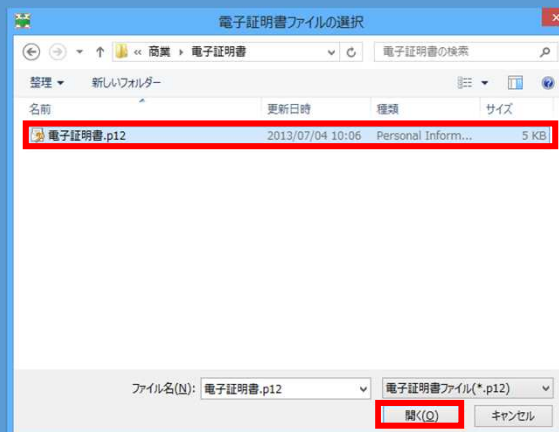 電子証明書ファイルの選択
« 商業 ▸ 電子証明書
電子証明書の検索
整理 新しいフォルダー
名前 更新日時 種類 サイズ
電子証明書.p12 2013/07/04 10:06 Personal Inform... 5 KB
ファイル名(N): 電子証明書.p12 電子証明書ファイル(*.p12)
開く(O) キャンセル